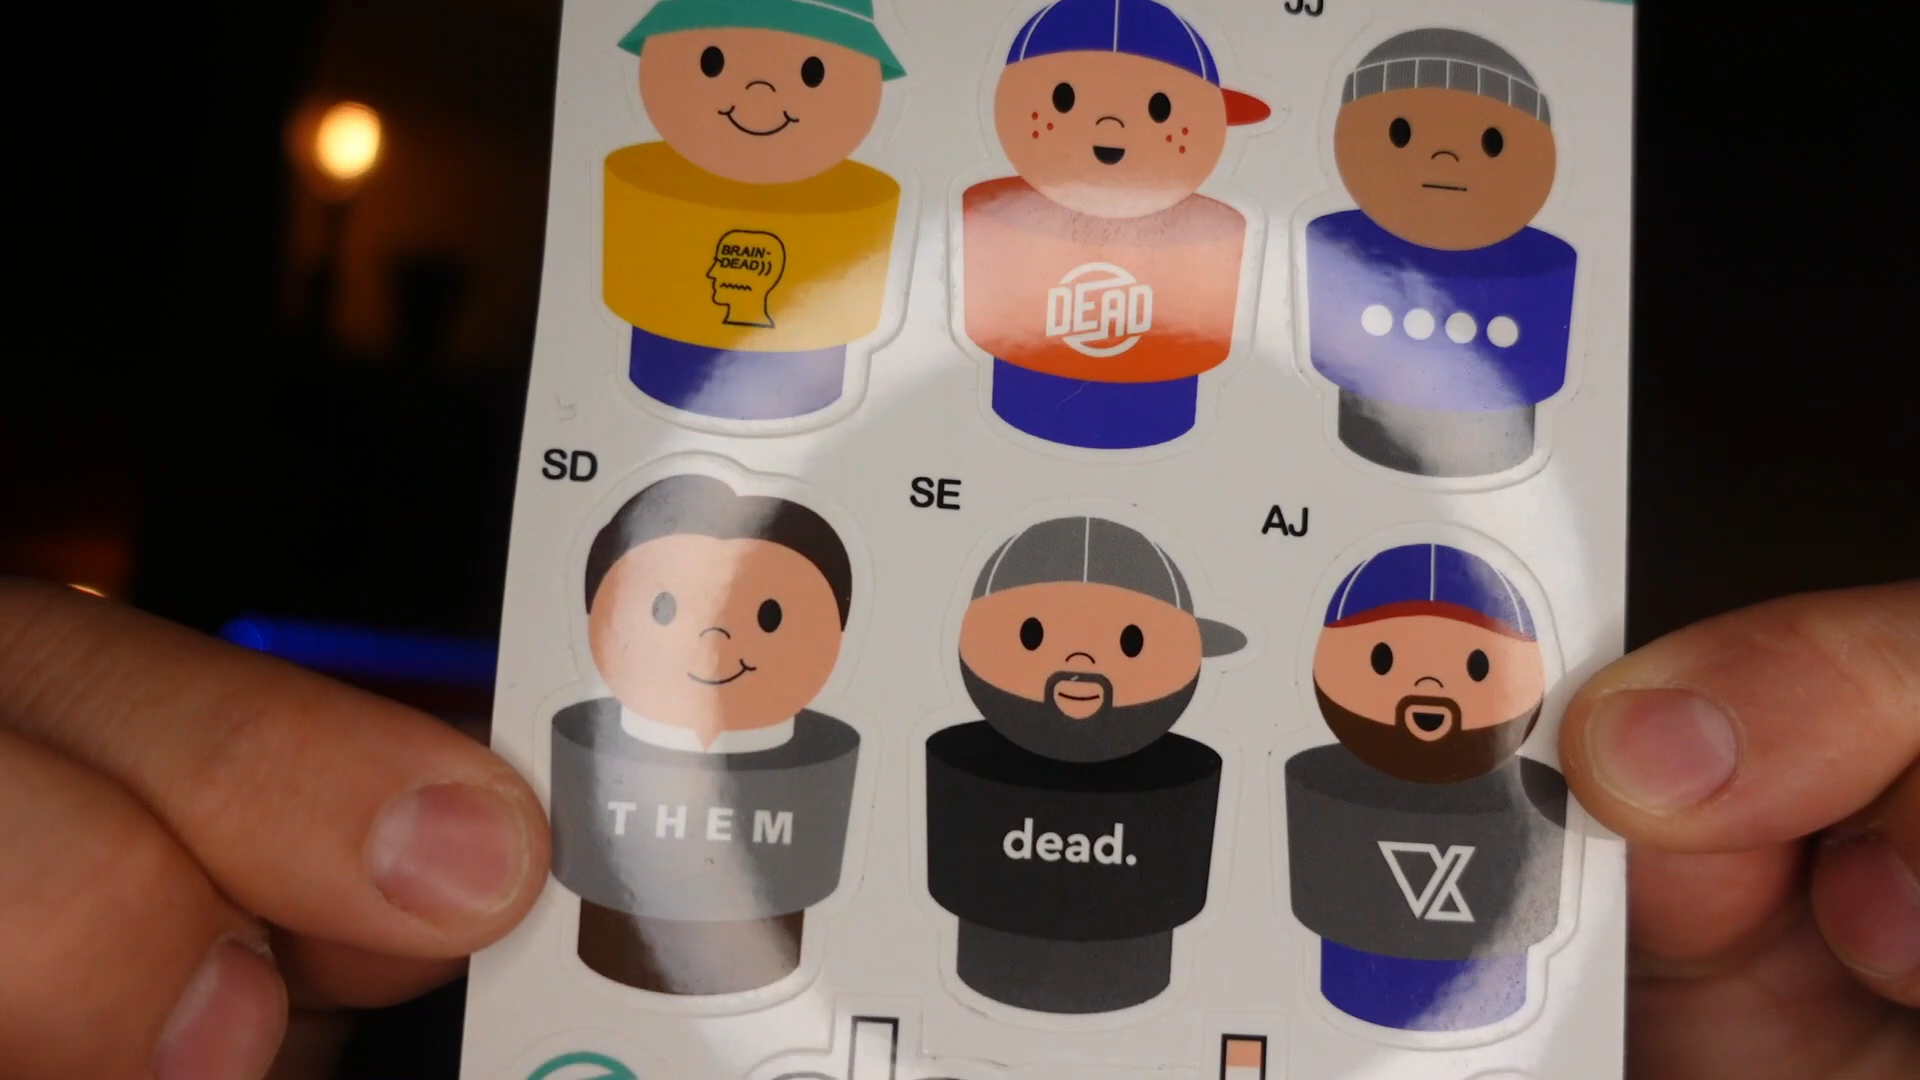 JJ
BRAIN-
DEAD))
DEAD
SD
SE
AJ
THEM
dead.